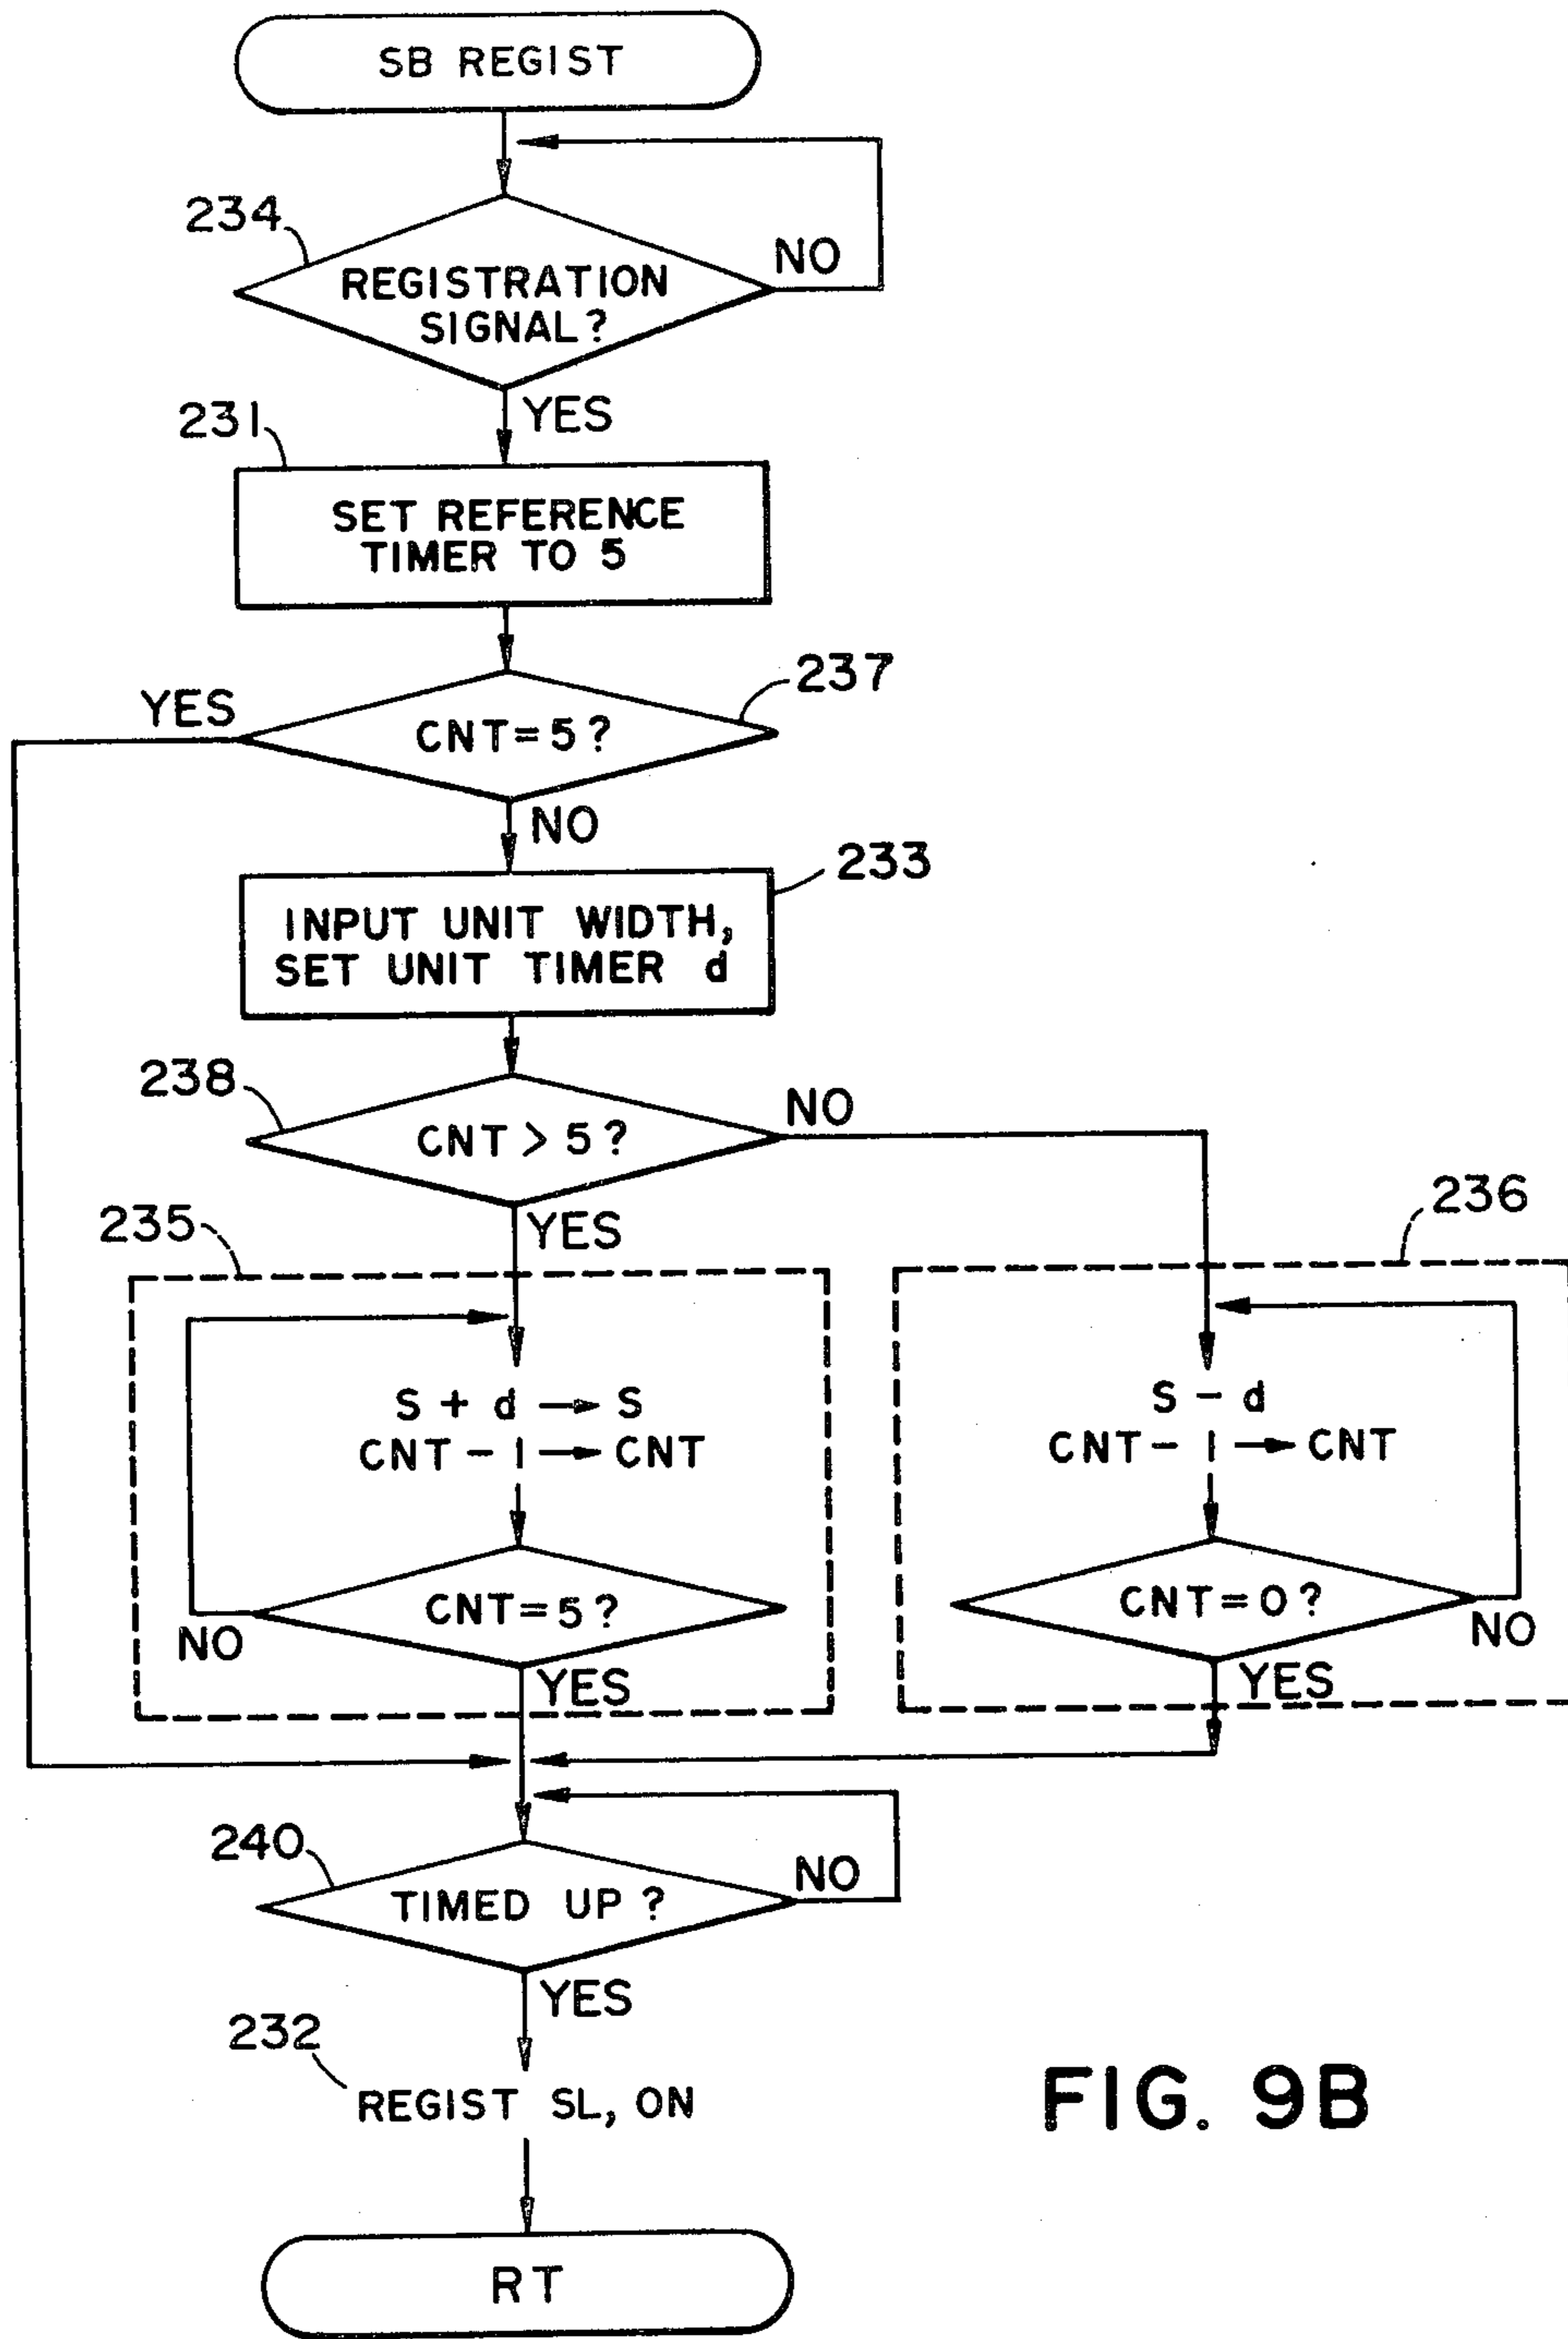 SB REGIST
234
NO
REGISTRATION
SIGNAL?
YES
231
SET REFERENCE
TIMER TO 5
237
YES
CNT=5?
NO
233
INPUT UNIT WIDTH,
SET UNIT TIMER d
238
NO
CNT > 5?
YES
235
236
S + d → S
CNT - 1 → CNT
CNT=5?
NO
YES
S - d
CNT - 1 → CNT
CNT=0?
NO
YES
240
NO
TIMED UP?
YES
232
REGIST SL, ON
RT
FIG. 9B